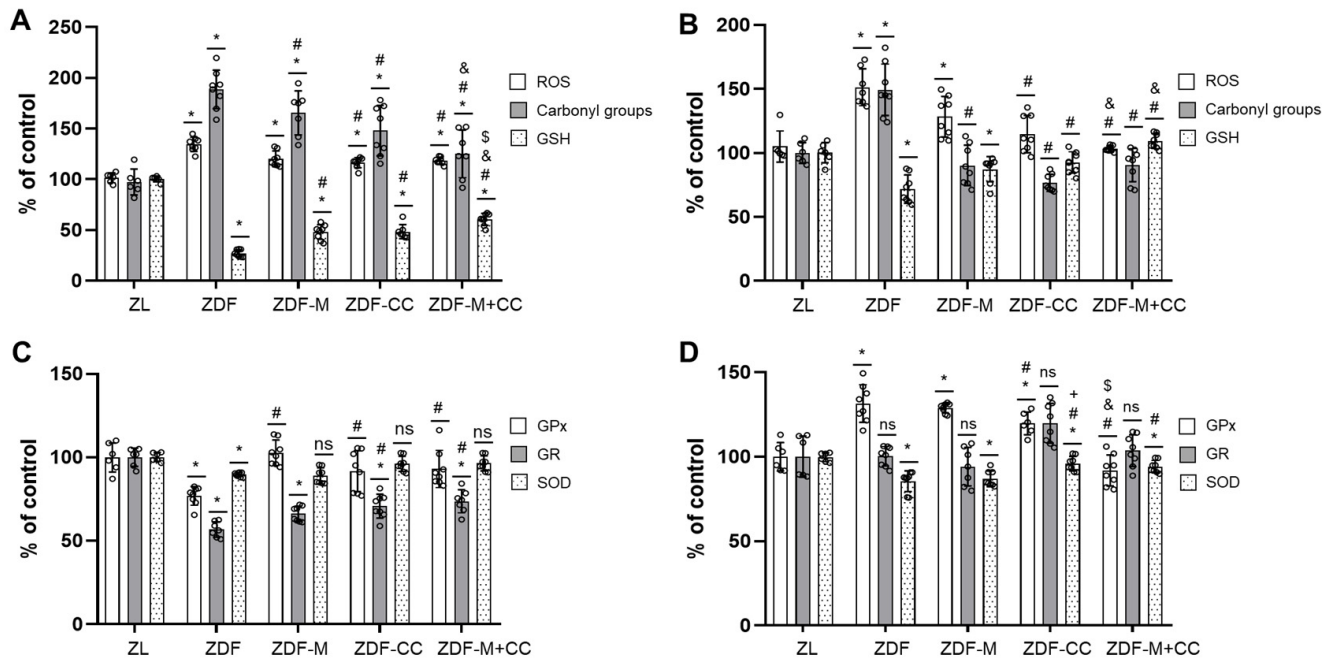 A
% of control
250
200
150
100
50
0
*
*
*
*
#
*
#
*
#
*
#
*
#
*
#
*
&
#
*
$
&
#
*
ZL ZDF ZDF-M ZDF-CC ZDF-M+CC
ROS
Carbonyl groups
GSH
B
% of control
200
150
100
50
0
*
*
*
*
#
*
#
#
#
&
#
#
&
#
ZL ZDF ZDF-M ZDF-CC ZDF-M+CC
ROS
Carbonyl groups
GSH
C
% of control
150
100
50
0
*
*
*
#
*
ns
#
#
*
ns
#
#
*
ns
ZL ZDF ZDF-M ZDF-CC ZDF-M+CC
GPx
GR
SOD
D
% of control
150
100
50
0
*
ns
*
*
ns
*
#
*
ns
+
#
*
$
&
#
ns
#
*
ZL ZDF ZDF-M ZDF-CC ZDF-M+CC
GPx
GR
SOD